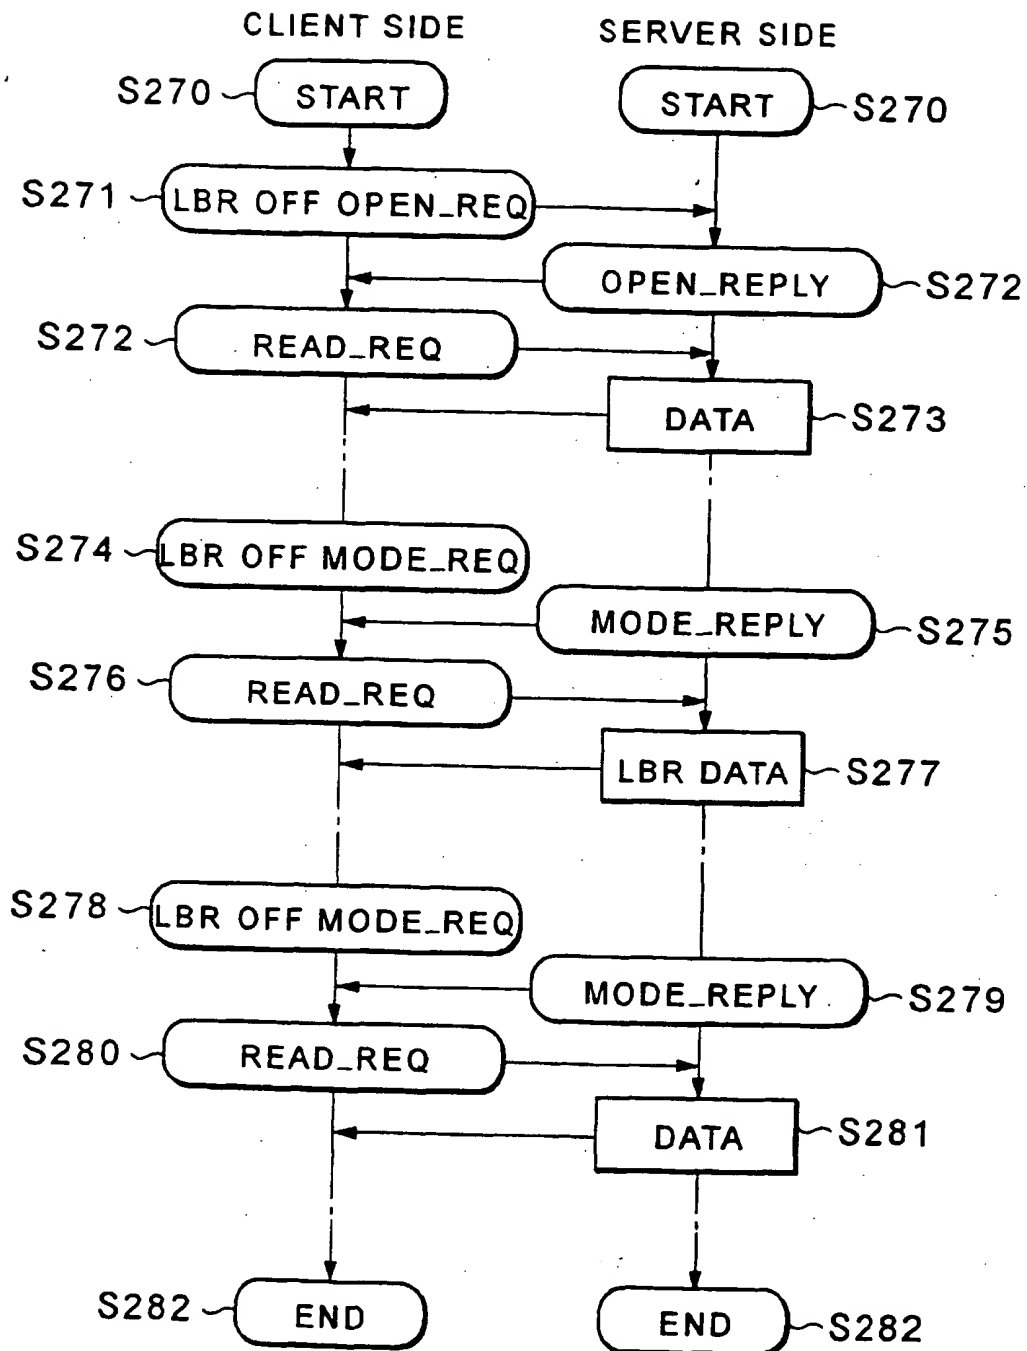 CLIENT SIDE
SERVER SIDE
S270
START
START
S270
S271
LBR OFF OPEN_REQ
OPEN_REPLY
S272
S272
READ_REQ
DATA
S273
S274
LBR OFF MODE_REQ
MODE_REPLY
S275
S276
READ_REQ
LBR DATA
S277
S278
LBR OFF MODE_REQ
MODE_REPLY
S279
S280
READ_REQ
DATA
S281
S282
END
END
S282